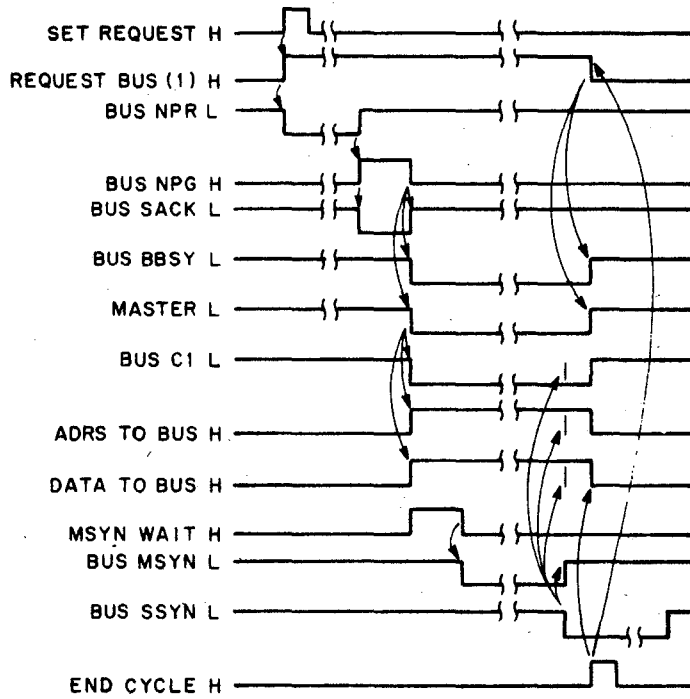 SET REQUEST H
REQUEST BUS (1) H
BUS NPR L
BUS NPG H
BUS SACK L
BUS BBSY L
MASTER L
BUS C1 L
ADRS TO BUS H
DATA TO BUS H
MSYN WAIT H
BUS MSYN L
BUS SSYN L
END CYCLE H